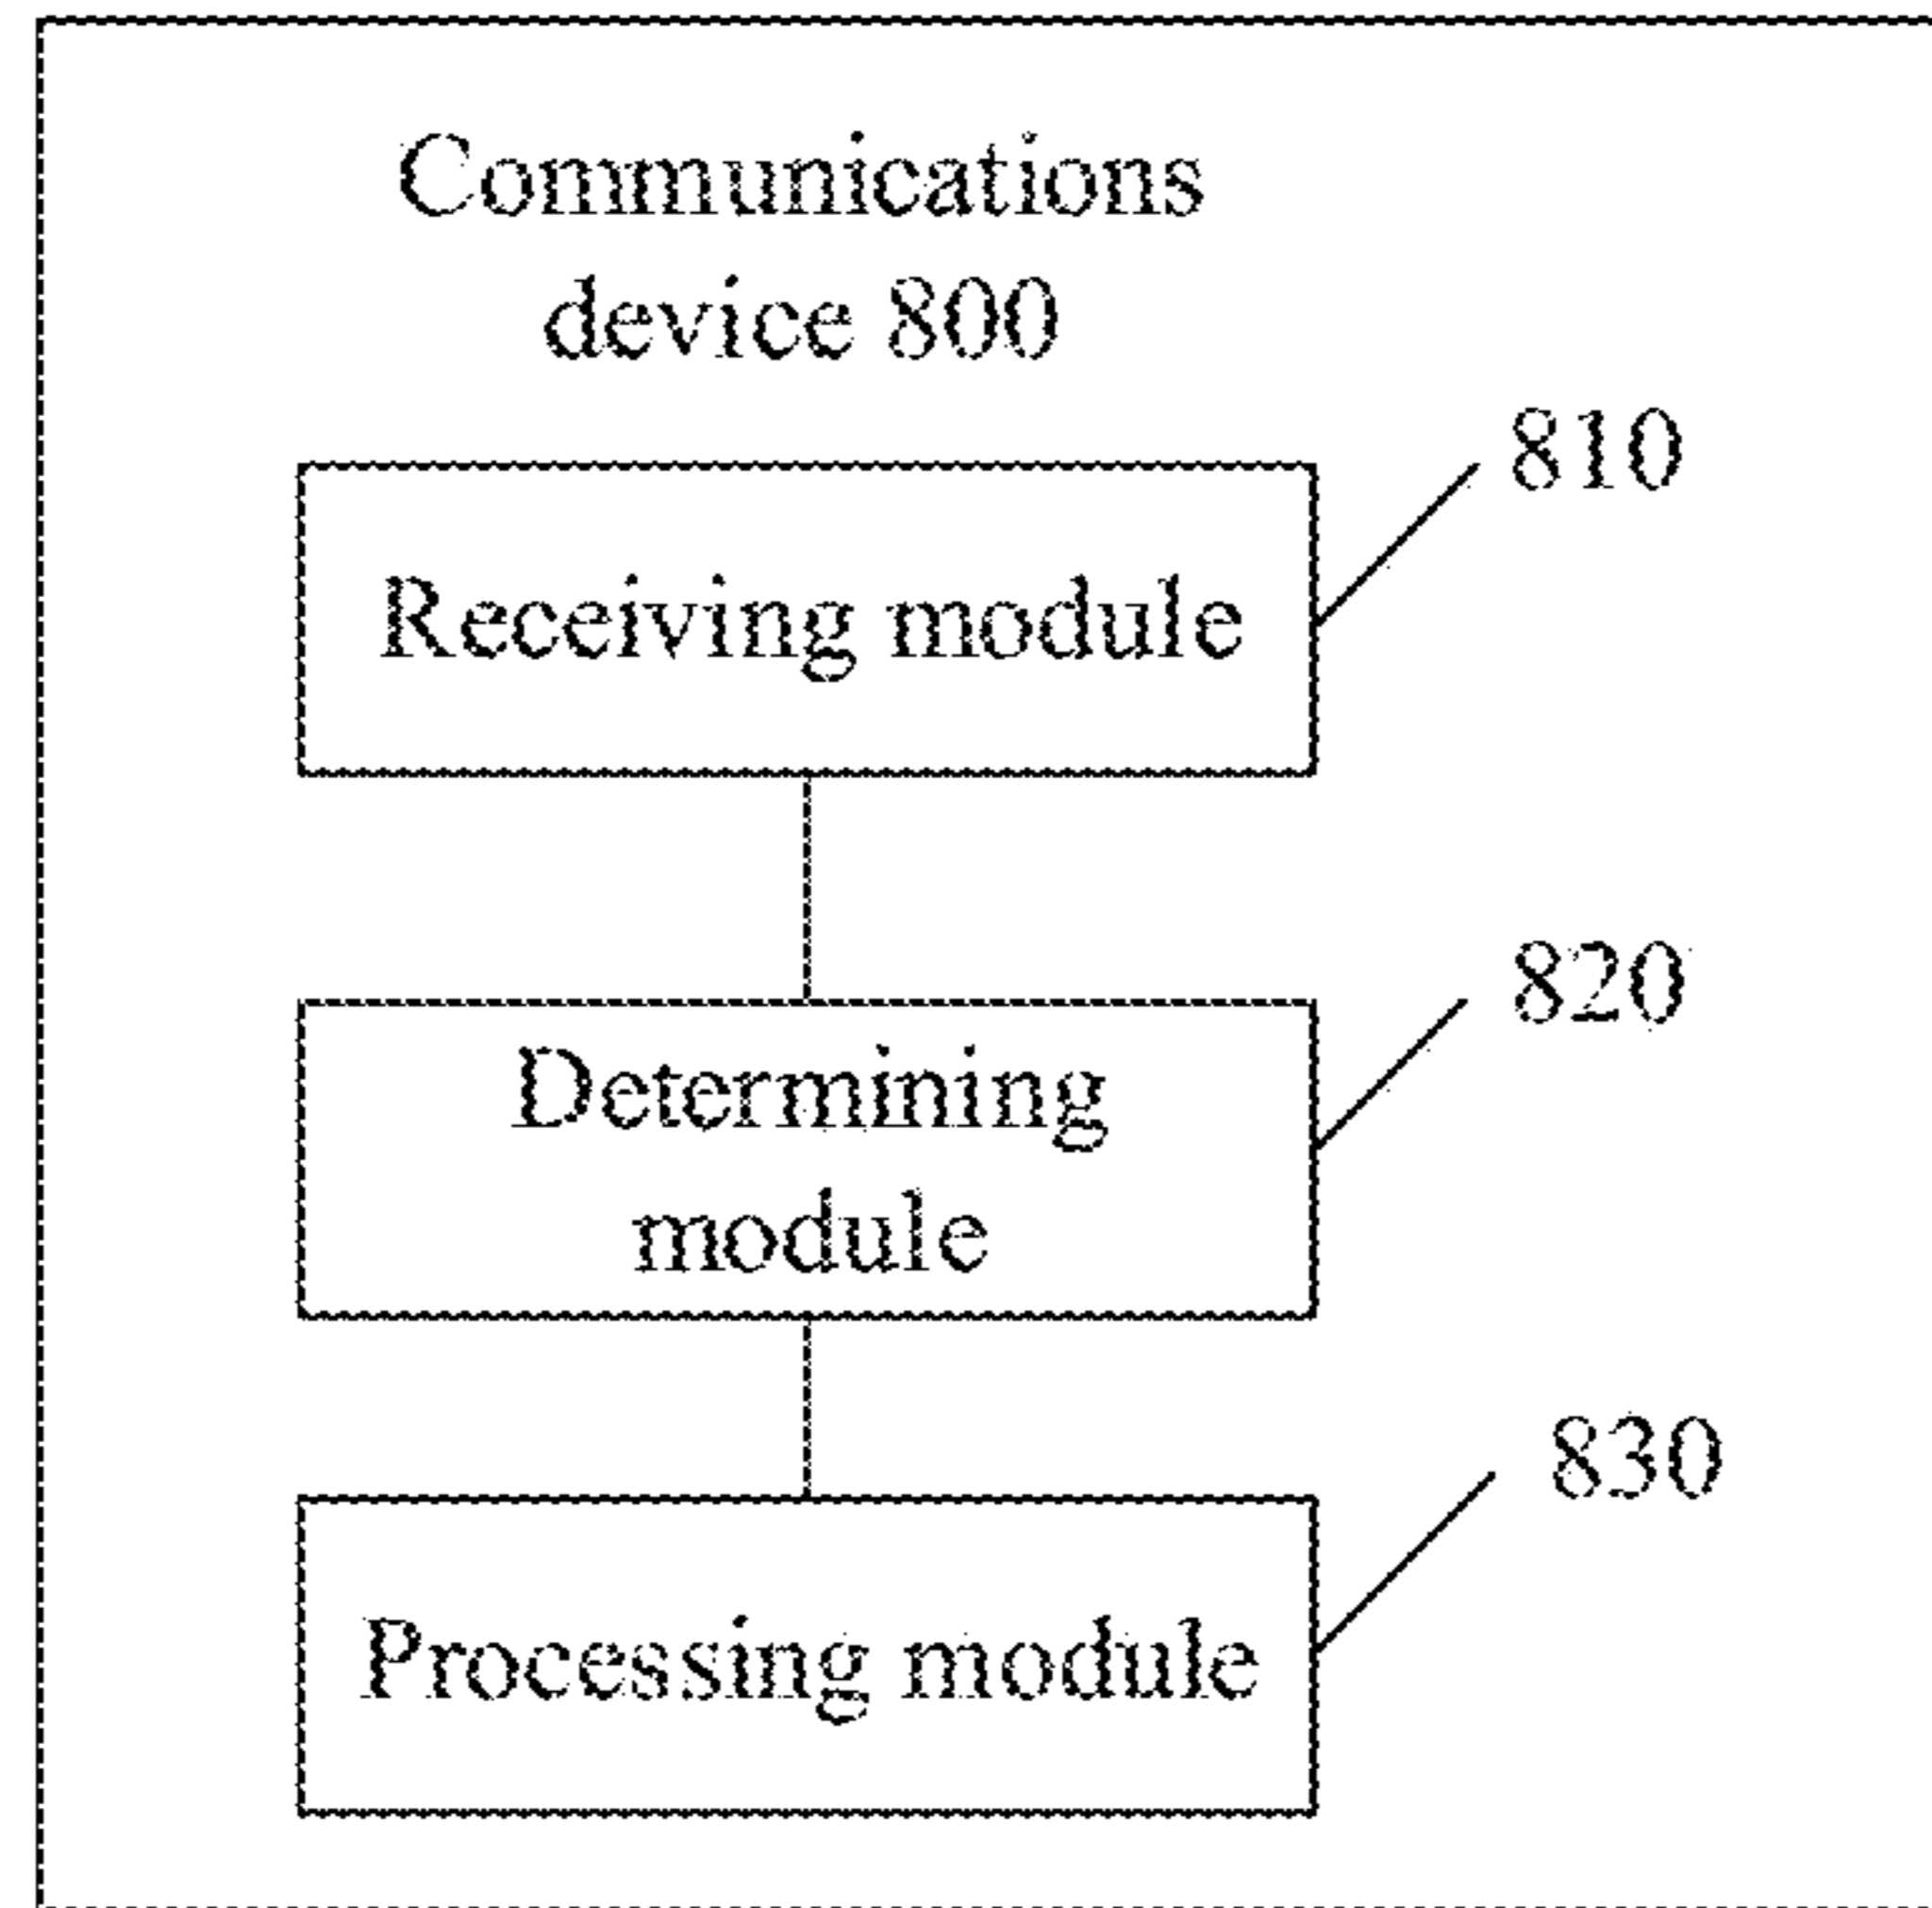 Communications
device 800
810
Receiving module
820
Determining
module
830
Processing module